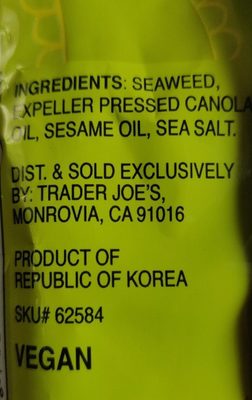 INGREDIENTS: SEAWEED,
EXPELLER PRESSED CANOLA
OIL, SESAME OIL, SEA SALT.
DIST. & SOLD EXCLUSIVELY
BY: TRADER JOE'S,
MONROVIA, CA 91016
PRODUCT OF
REPUBLIC OF KOREA
SKU# 62584
VEGAN